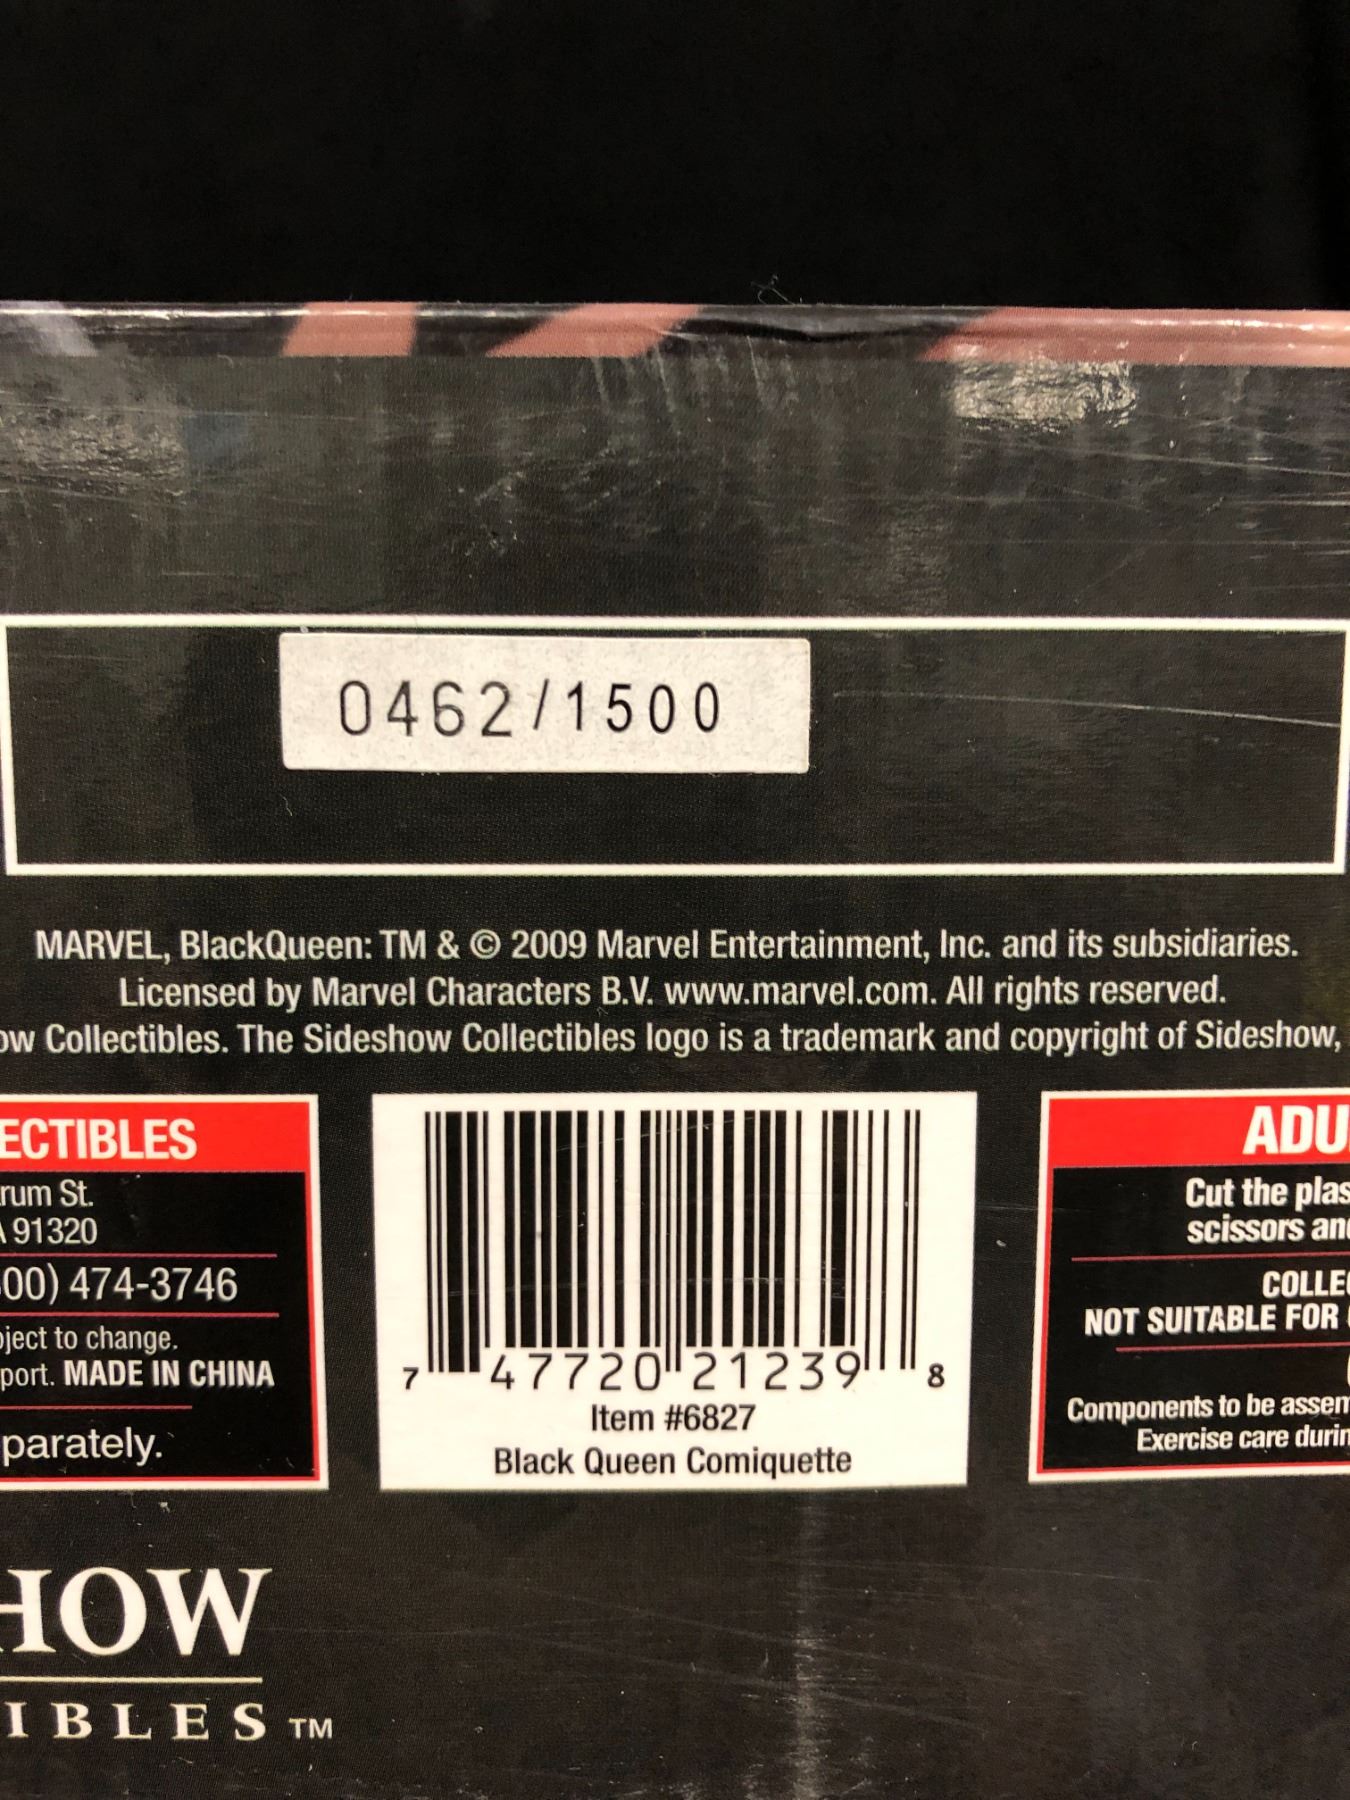 0462/1500
MARVEL, BlackQueen: TM & © 2009 Marvel Entertainment, Inc. and its subsidiaries.
Licensed by Marvel Characters B.V. www.marvel.com. All rights reserved.
ow Collectibles. The Sideshow Collectibles logo is a trademark and copyright of Sideshow,
ECTIBLES
rum St.
A 91320
00) 474-3746
ject to change.
port. MADE IN CHINA
parately.
7 47720 21239 8
Item #6827
Black Queen Comiquette
ADU
Cut the plas
scissors and
COLLEC
NOT SUITABLE FOR
Components to be assem
Exercise care durin
HOW
IBLES TM